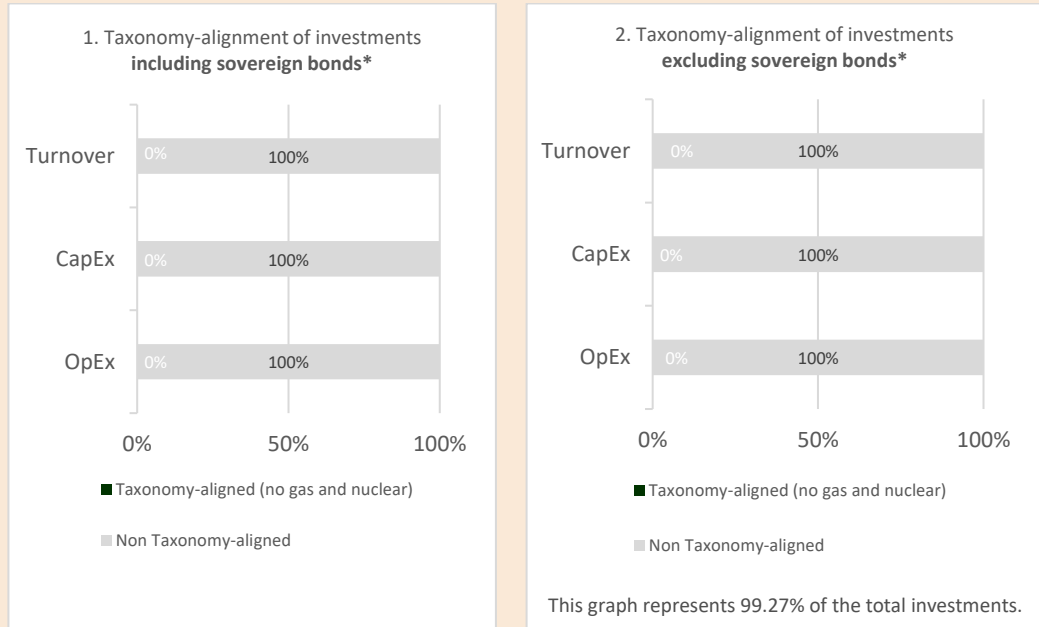 1. Taxonomy-alignment of investments
including sovereign bonds*
Turnover
0%
100%
CapEx
0%
100%
OpEx
0%
100%
0%
50%
100%
Taxonomy-aligned (no gas and nuclear)
Non Taxonomy-aligned
2. Taxonomy-alignment of investments
excluding sovereign bonds*
Turnover
0%
100%
CapEx
0%
100%
OpEx
0%
100%
0%
50%
100%
Taxonomy-aligned (no gas and nuclear)
Non Taxonomy-aligned
This graph represents 99.27% of the total investments.